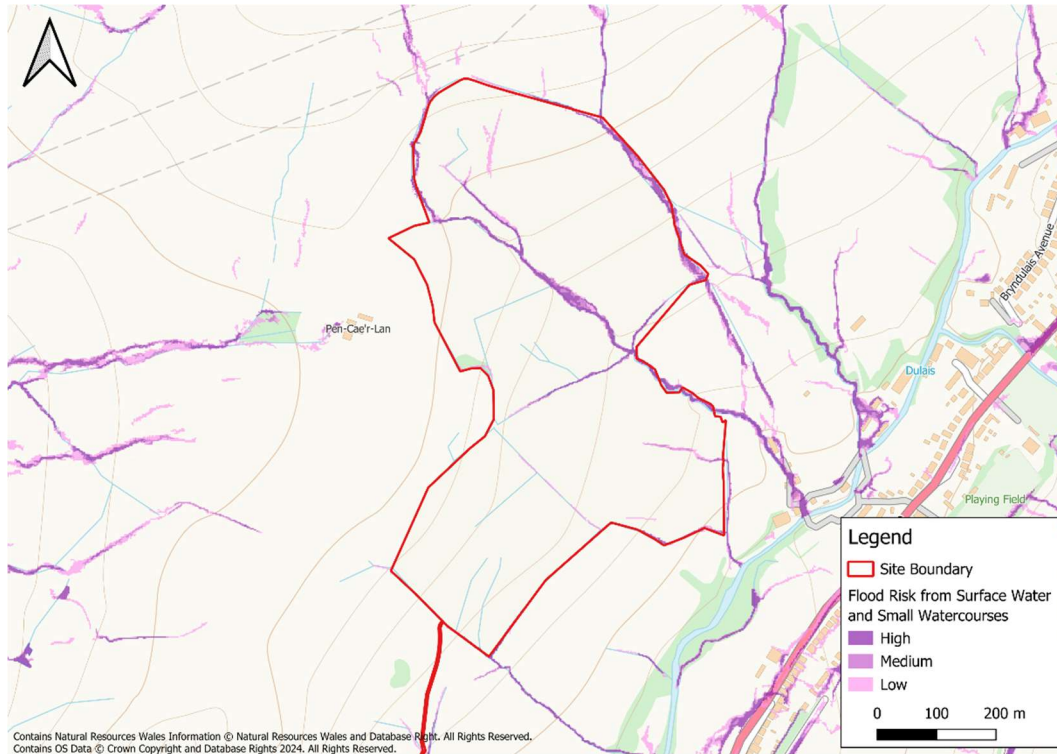 Pen-Cae'r-Lan
Bryndulais Avenue
Dulais
Playing Field
Legend
Site Boundary
Flood Risk from Surface Water
and Small Watercourses
High
Medium
Low
0 100 200 m
Contains Natural Resources Wales Information © Natural Resources Wales and Database Right. All Rights Reserved.
Contains OS Data © Crown Copyright and Database Rights 2024. All Rights Reserved.